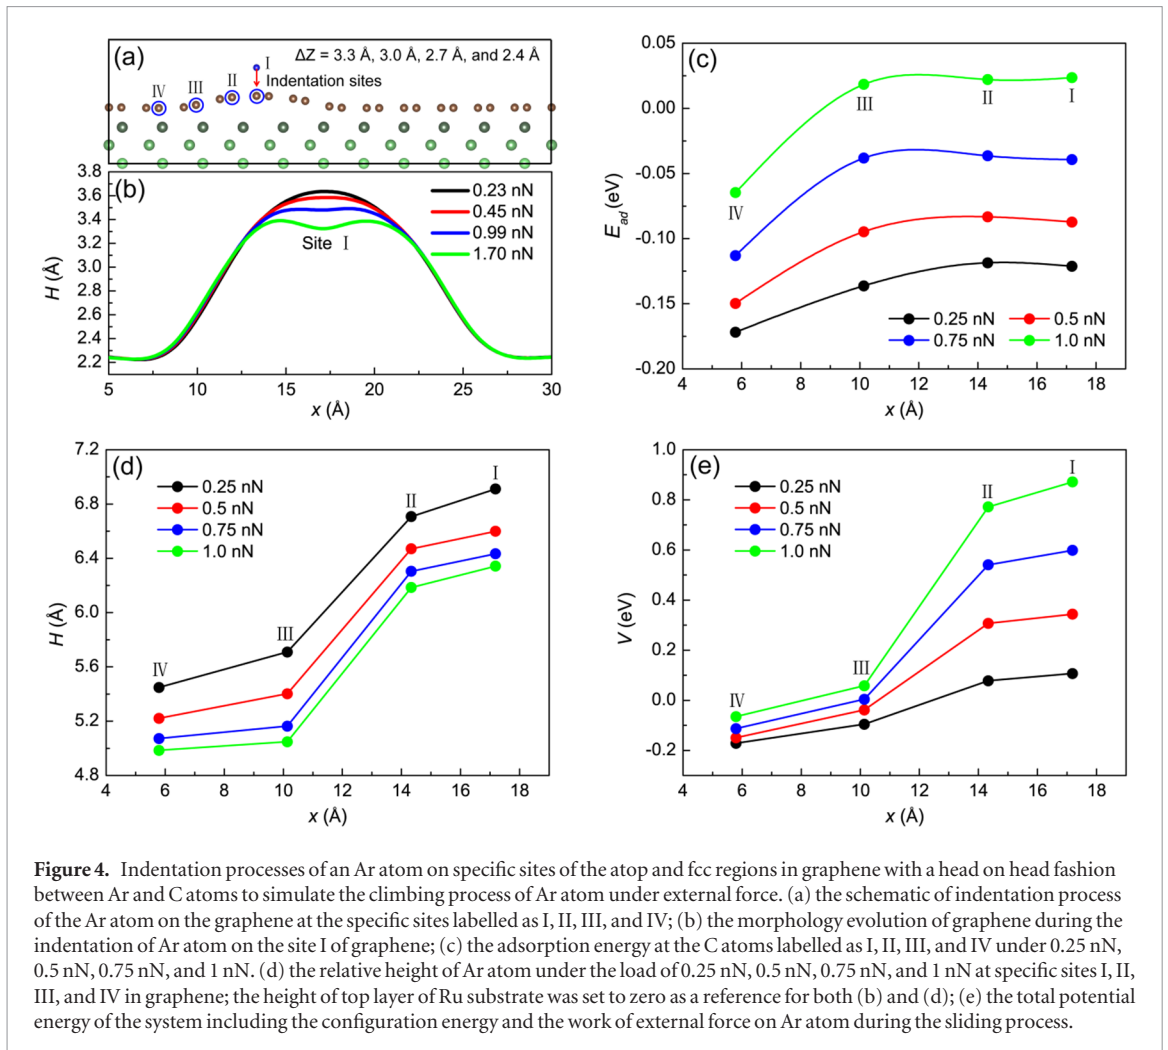 (a)
ΔZ = 3.3 Å, 3.0 Å, 2.7 Å, and 2.4 Å
Ⅰ
Indentation sites
Ⅱ
Ⅲ
Ⅳ
(b)
3.8
3.6
3.4
3.2
3.0
2.8
2.6
2.4
2.2
H (Å)
0.23 nN
0.45 nN
0.99 nN
1.70 nN
Site Ⅰ
5 10 15 20 25 30
x (Å)
(c)
0.05
0.00
-0.05
-0.10
-0.15
-0.20
E_ad (eV)
Ⅳ
Ⅲ
Ⅱ
Ⅰ
0.25 nN 0.5 nN
0.75 nN 1.0 nN
4 6 8 10 12 14 16 18
x (Å)
(d)
7.2
6.8
6.4
6.0
5.6
5.2
4.8
H (Å)
0.25 nN
0.5 nN
0.75 nN
1.0 nN
Ⅳ
Ⅲ
Ⅱ
Ⅰ
4 6 8 10 12 14 16 18
x (Å)
(e)
1.0
0.8
0.6
0.4
0.2
0.0
-0.2
V (eV)
0.25 nN
0.5 nN
0.75 nN
1.0 nN
Ⅳ
Ⅲ
Ⅱ
Ⅰ
4 6 8 10 12 14 16 18
x (Å)
Figure 4. Indentation processes of an Ar atom on specific sites of the atop and fcc regions in graphene with a head on head fashion
between Ar and C atoms to simulate the climbing process of Ar atom under external force. (a) the schematic of indentation process
of the Ar atom on the graphene at the specific sites labelled as I, II, III, and IV; (b) the morphology evolution of graphene during the
indentation of Ar atom on the site I of graphene; (c) the adsorption energy at the C atoms labelled as I, II, III, and IV under 0.25 nN,
0.5 nN, 0.75 nN, and 1 nN. (d) the relative height of Ar atom under the load of 0.25 nN, 0.5 nN, 0.75 nN, and 1 nN at specific sites I, II,
III, and IV in graphene; the height of top layer of Ru substrate was set to zero as a reference for both (b) and (d); (e) the total potential
energy of the system including the configuration energy and the work of external force on Ar atom during the sliding process.